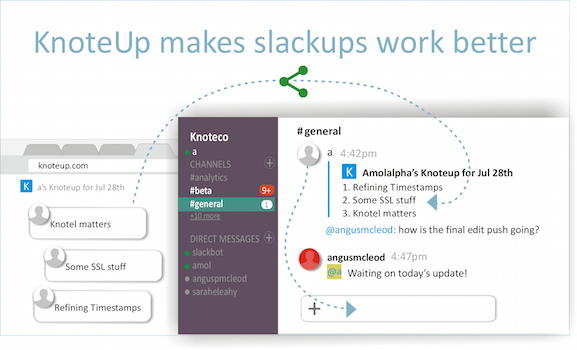 KnoteUp makes slackups work better
knoteup.com
K a's Knoteup for Jul 28th
Knotel matters
Some SSL stuff
Refining Timestamps
Knoteco
a
CHANNELS
#analytics
#beta 9+
#general 1
+10 more
DIRECT MESSAGES
slackbot
amol
anguspmcleod
saraheleahy
#general
a 4:42pm
K Amolalpha's Knoteup for Jul 28th
1. Refining Timestamps
2. Some SSL stuff
3. Knotel matters
@angusmcleod: how is the final edit push going?
angusmcleod 4:47pm
@a Waiting on today's update!
+